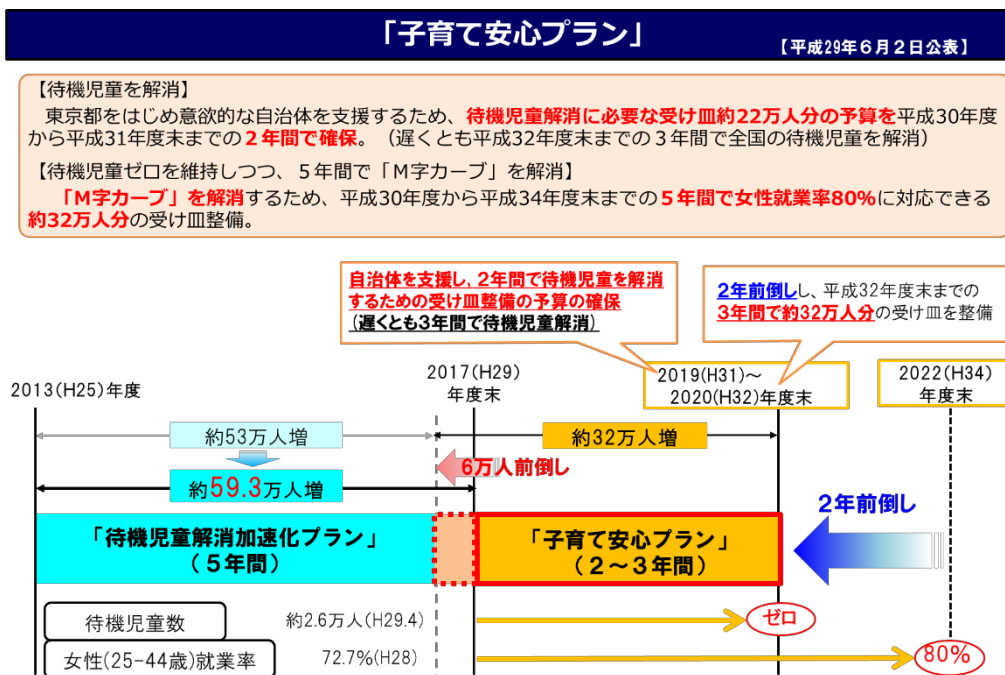 「子育て安心プラン」
【平成29年６月２日公表】
【待機児童を解消】
東京都をはじめ意欲的な自治体を支援するため、待機児童解消に必要な受け皿約22万人分の予算を平成30年度
から平成31年度末までの２年間で確保。（遅くとも平成32年度末までの３年間で全国の待機児童を解消）
【待機児童ゼロを維持しつつ、５年間で「Ｍ字カーブ」を解消】
「Ｍ字カーブ」を解消するため、平成30年度から平成34年度末までの５年間で女性就業率80％に対応できる
約32万人分の受け皿整備。
自治体を支援し、2年間で待機児童を解消
するための受け皿整備の予算の確保
（遅くとも3年間で待機児童解消）
2年前倒しし、平成32年度末までの
3年間で約32万人分の受け皿を整備
2013(H25)年度
2017(H29)
年度末
2019(H31)～
2020(H32)年度末
2022(H34)
年度末
約53万人増
約32万人増
6万人前倒し
約59.3万人増
2年前倒し
「待機児童解消加速化プラン」
（５年間）
「子育て安心プラン」
（２～３年間）
待機児童数
約2.6万人(H29.4)
ゼロ
女性(25-44歳)就業率
72.7%(H28)
80%